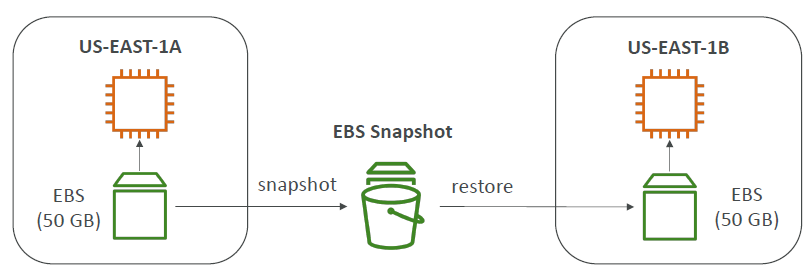 US-EAST-1A
EBS
(50 GB)
snapshot
EBS Snapshot
restore
US-EAST-1B
EBS
(50 GB)